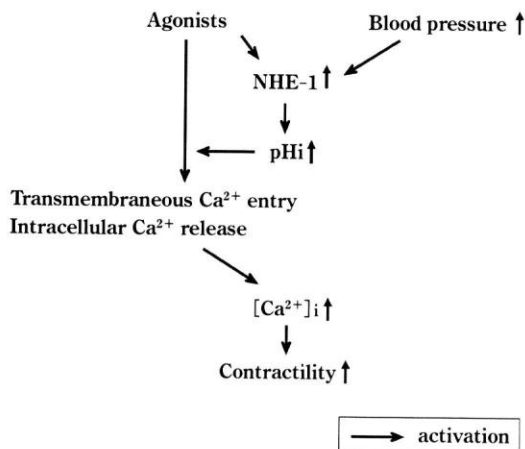 Agonists
Blood pressure ↑
NHE-1 ↑
pHi ↑
Transmembraneous Ca²⁺ entry
Intracellular Ca²⁺ release
[Ca²⁺]i ↑
Contractility ↑
activation